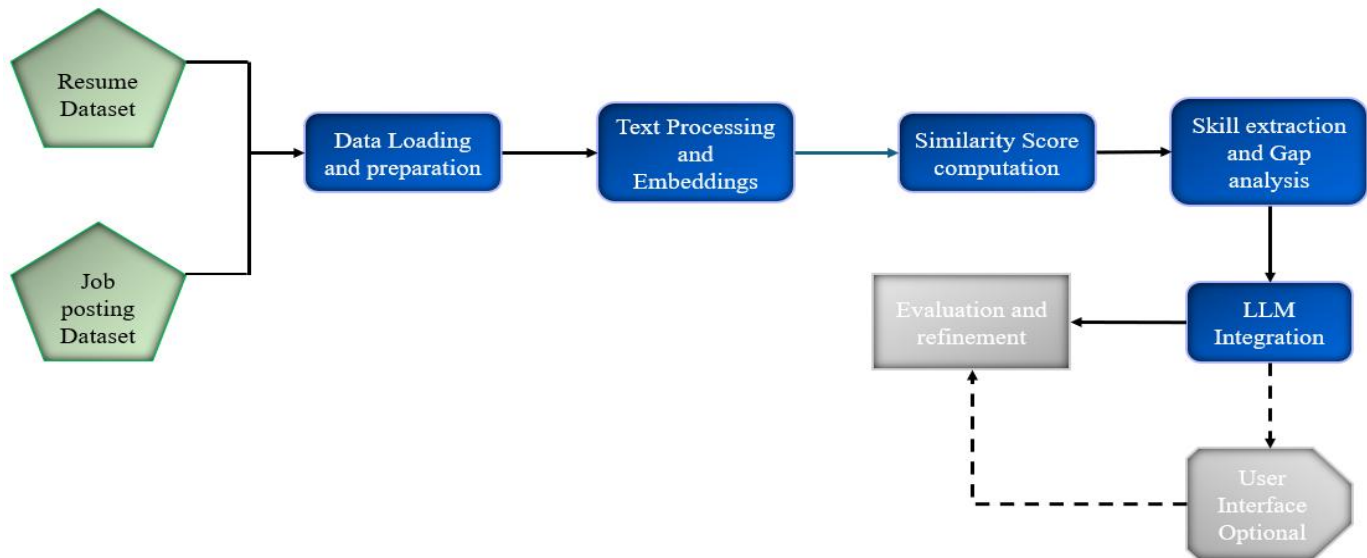 Resume
Dataset
Data Loading
and preparation
Text Processing
and
Embeddings
Similarity Score
computation
Skill extraction
and Gap
analysis
Job
posting
Dataset
Evaluation and
refinement
LLM
Integration
User
Interface
Optional